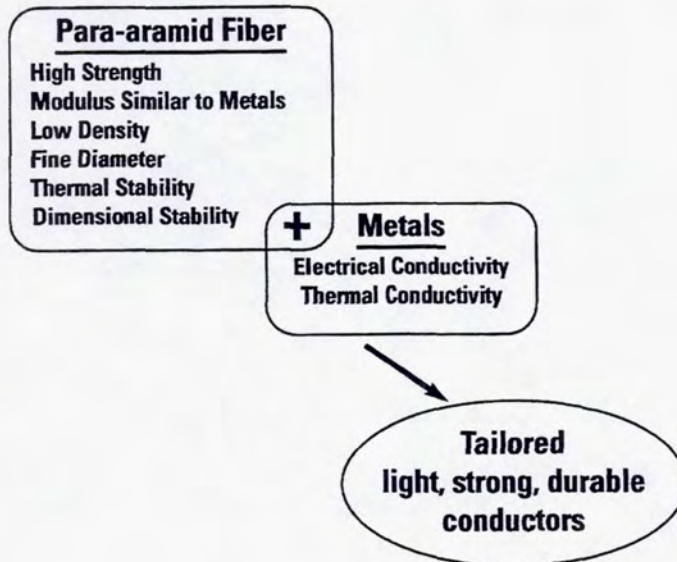 Para-aramid Fiber
High Strength
Modulus Similar to Metals
Low Density
Fine Diameter
Thermal Stability
Dimensional Stability
+ Metals
Electrical Conductivity
Thermal Conductivity
Tailored
light, strong, durable
conductors